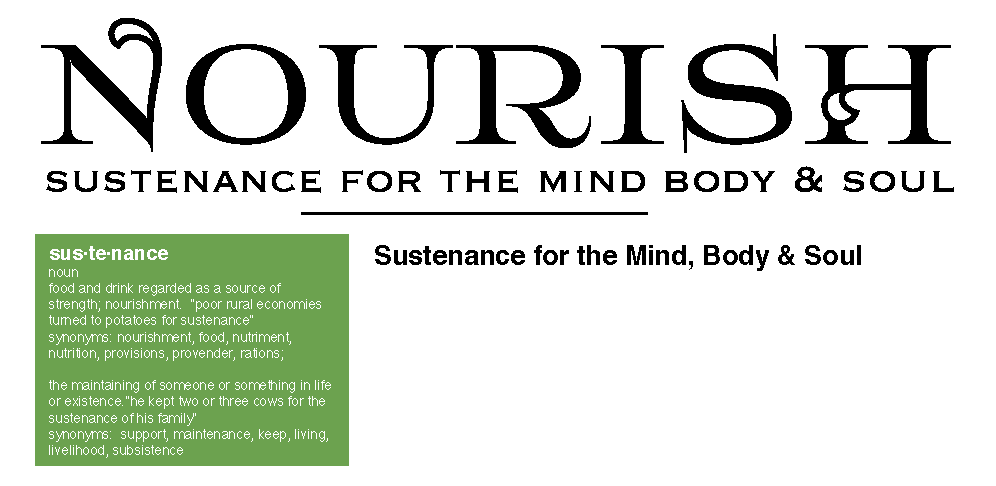 NOURISH
SUSTENANCE FOR THE MIND BODY & SOUL
sus·te·nance
noun
food and drink regarded as a source of
strength; nourishment.  "poor rural economies
turned to potatoes for sustenance"
synonyms:  nourishment, food, nutriment,
nutrition, provisions, provender, rations;
the maintaining of someone or something in life
or existence."he kept two or three cows for the
sustenance of his family"
synonyms:  support, maintenance, keep, living,
livelihood, subsistence
Sustenance for the Mind, Body & Soul